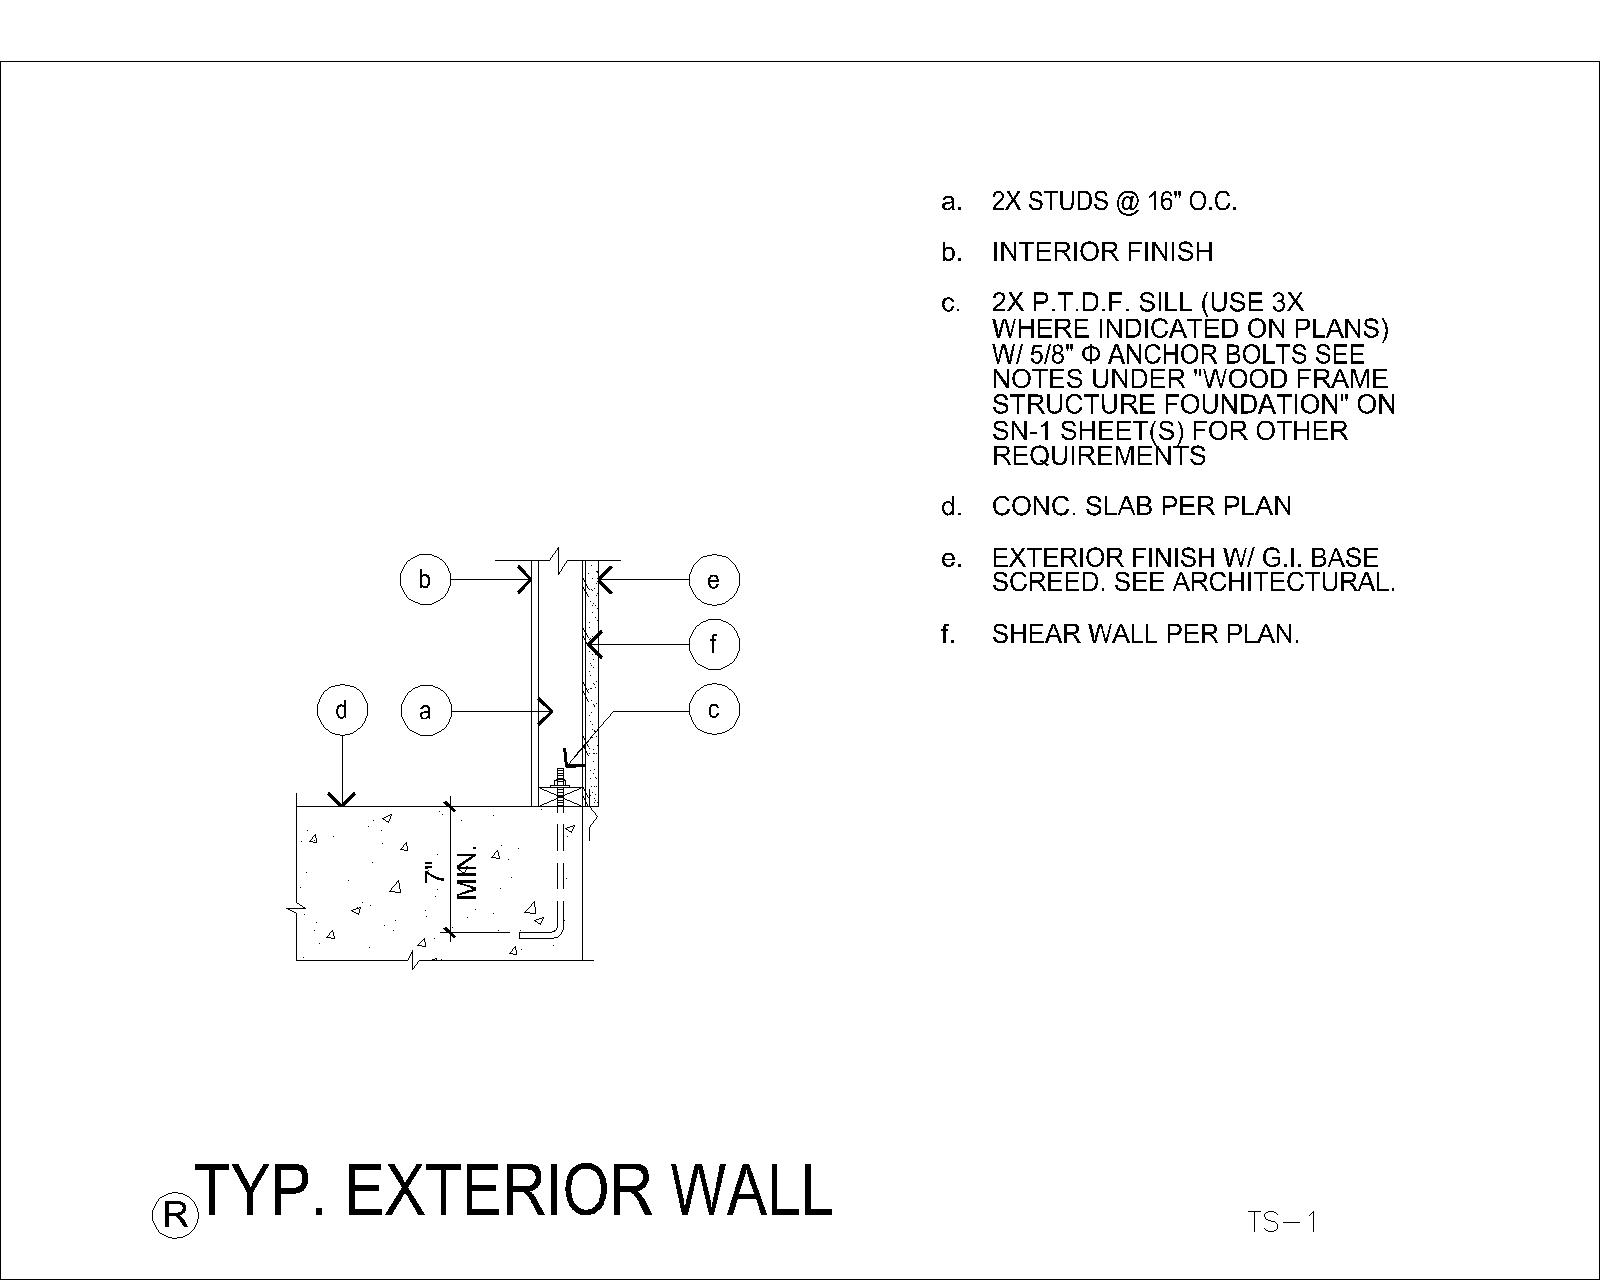 a. 2X STUDS @ 16" O.C.
b. INTERIOR FINISH
c. 2X P.T.D.F. SILL (USE 3X
WHERE INDICATED ON PLANS)
W/ 5/8" Φ ANCHOR BOLTS SEE
NOTES UNDER "WOOD FRAME
STRUCTURE FOUNDATION" ON
SN-1 SHEET(S) FOR OTHER
REQUIREMENTS
d. CONC. SLAB PER PLAN
e. EXTERIOR FINISH W/ G.I. BASE
SCREED. SEE ARCHITECTURAL.
f. SHEAR WALL PER PLAN.
b
e
f
d
a
c
7"
MIN.
R
TYP. EXTERIOR WALL
TS-1